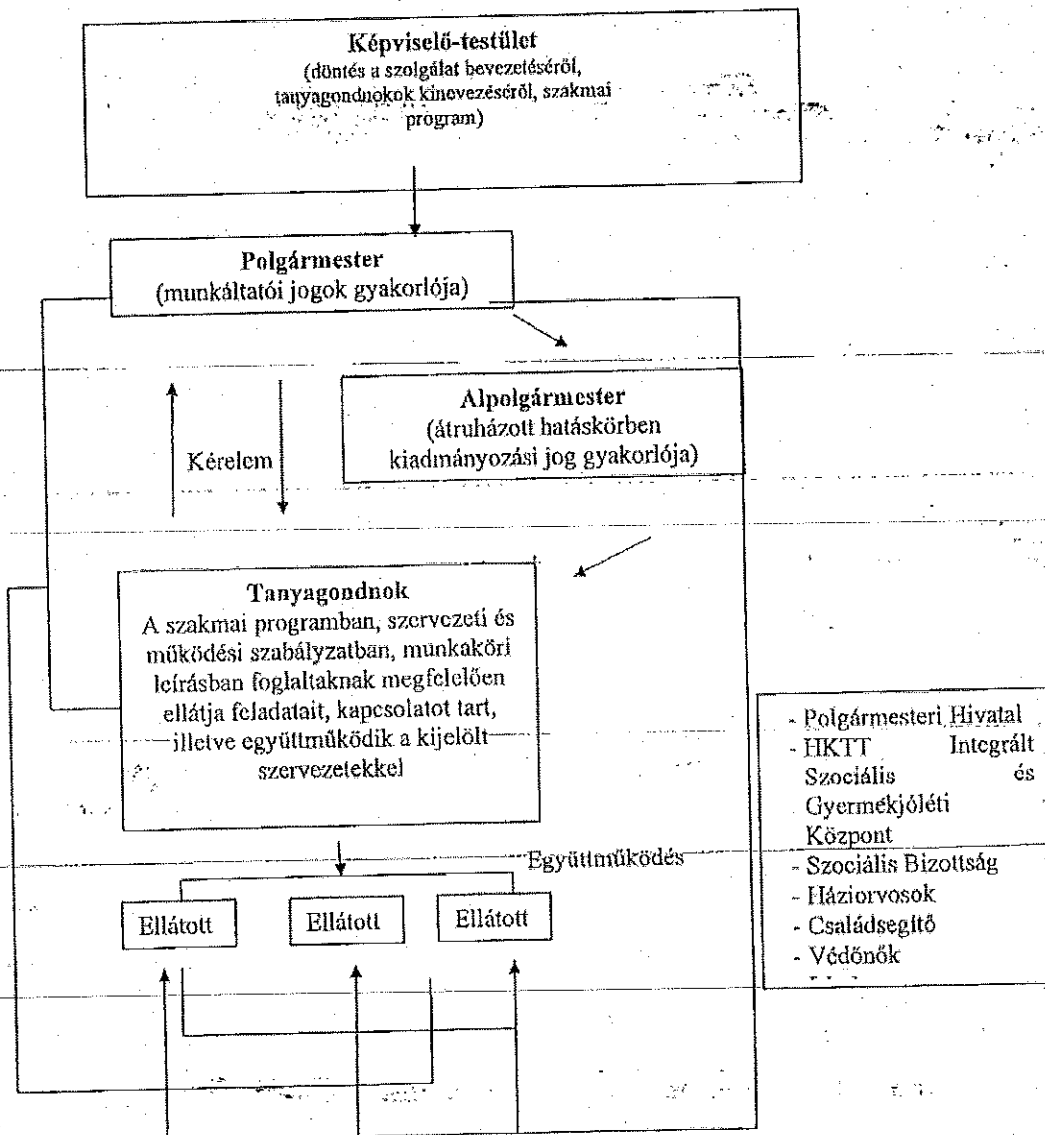 Képviselő-testület
(döntés a szolgálat bevezetéséről,
tanyagondnokok kinevezéséről, szakmai
program)
Polgármester
(munkáltatói jogok gyakorlója)
Alpolgármester
(átruházott hatáskörben
kiadmányozási jog gyakorlója)
Kérelem
Tanyagondnok
A szakmai programban, szervezeti és
működési szabályzatban, munkaköri
leírásban foglaltaknak megfelelően
ellátja feladatait, kapcsolatot tart,
illetve együttműködik a kijelölt
szervezetekkel
Együttműködés
Ellátott
Ellátott
Ellátott
- Polgármesteri Hivatal
- HKTT Integrált
Szociális és
Gyermekjóléti
Központ
- Szociális Bizottság
- Háziorvosok
- Családsegítő
- Védőnők